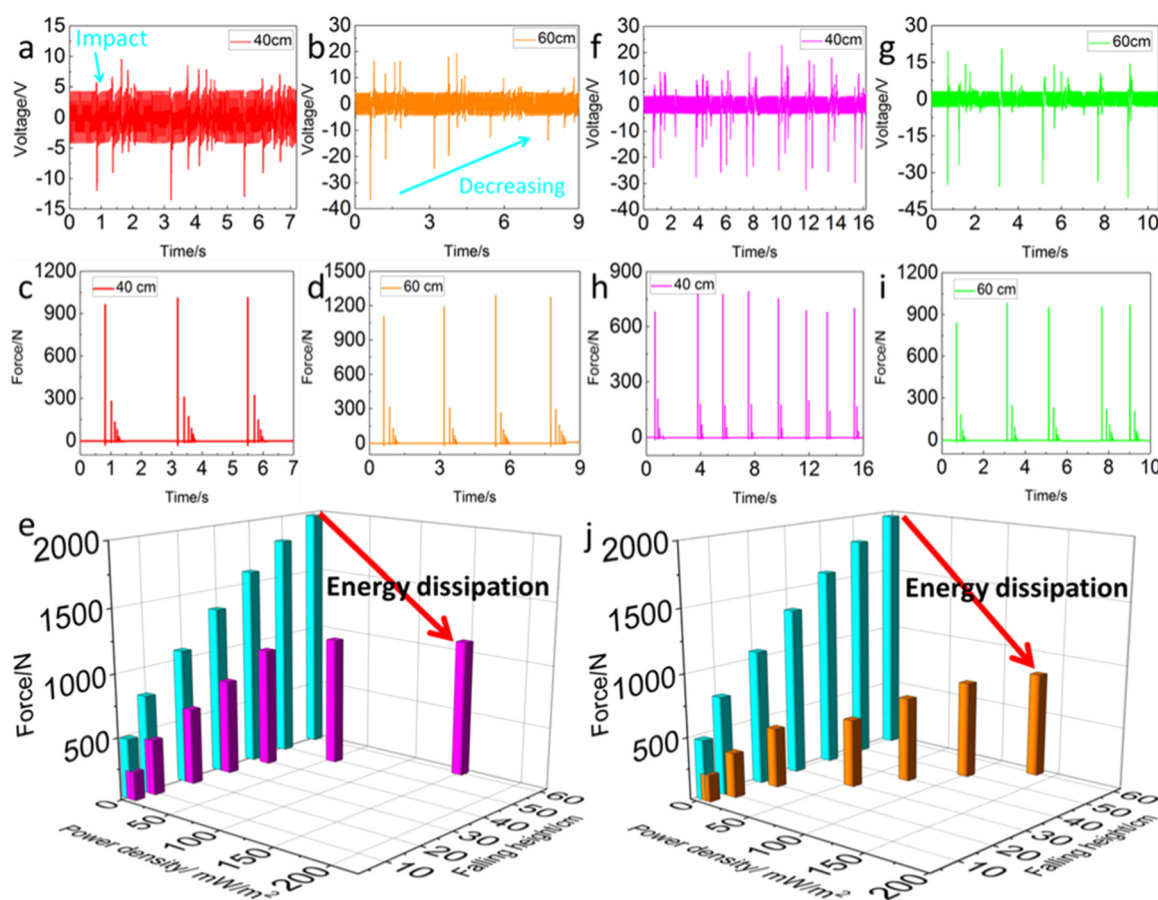 a
15
10
5
0
-5
-10
-15
Voltage/V
Impact
40cm
0 1 2 3 4 5 6 7
Time/s
b
30
20
10
0
-10
-20
-30
-40
Voltage/V
60cm
Decreasing
0 3 6 9
Time/s
f
30
20
10
0
-10
-20
-30
-40
Voltage/V
40cm
0 2 4 6 8 10 12 14 16
Time/s
g
30
15
0
-15
-30
-45
Voltage/V
60cm
0 2 4 6 8 10
Time/s
c
1200
900
600
300
0
Force/N
40 cm
0 1 2 3 4 5 6 7
Time/s
d
1500
1200
900
600
300
0
Force/N
60 cm
0 3 6 9
Time/s
h
900
600
300
0
Force/N
40 cm
0 4 8 12 16
Time/s
i
1200
900
600
300
0
Force/N
60 cm
0 2 4 6 8 10
Time/s
e
2000
1500
1000
500
Force/N
Energy dissipation
0 50 100 150 200
Power density/ mW/m²
10 20 30 40 50 60
Falling height/cm
j
2000
1500
1000
500
Force/N
Energy dissipation
0 50 100 150 200
Power density/ mW/m²
10 20 30 40 50 60
Falling height/cm